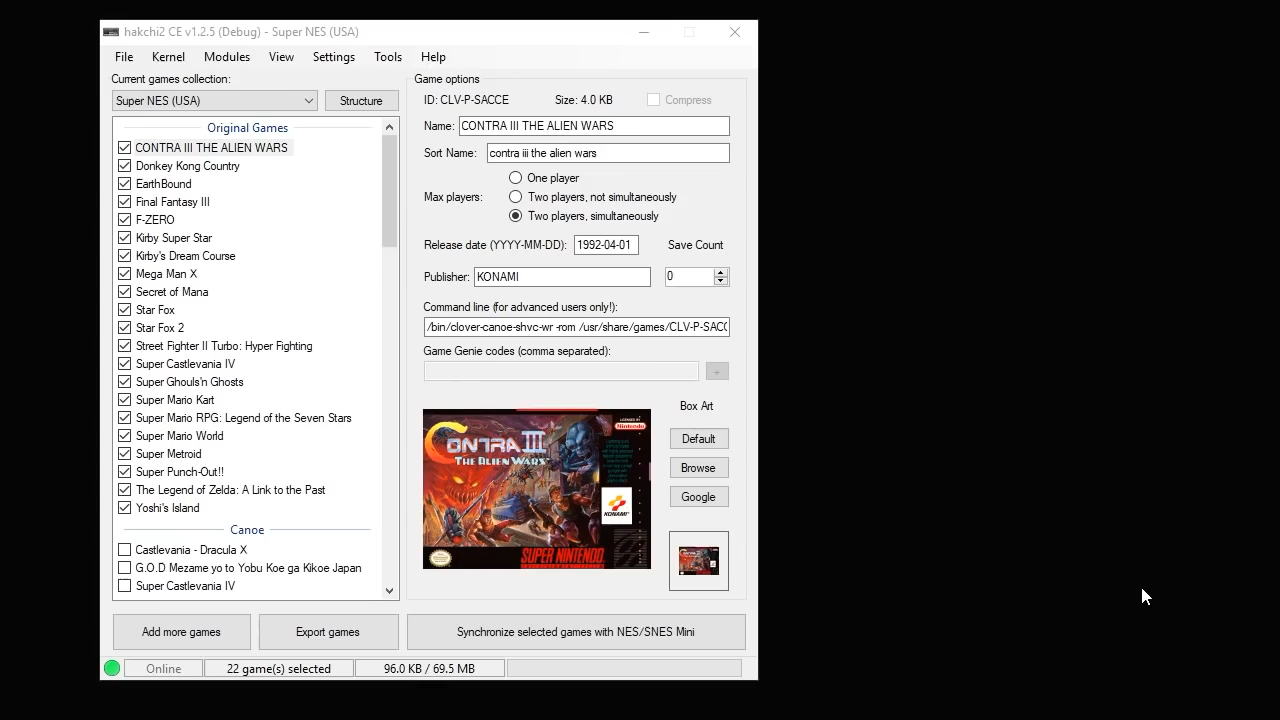 hakchi2 CE v1.2.5 (Debug) - Super NES (USA)
File Kernel Modules View Settings Tools Help
Current games collection:
Super NES (USA) Structure
Original Games
CONTRA III THE ALIEN WARS
Donkey Kong Country
EarthBound
Final Fantasy III
F-ZERO
Kirby Super Star
Kirby's Dream Course
Mega Man X
Secret of Mana
Star Fox
Star Fox 2
Street Fighter II Turbo: Hyper Fighting
Super Castlevania IV
Super Ghouls'n Ghosts
Super Mario Kart
Super Mario RPG: Legend of the Seven Stars
Super Mario World
Super Metroid
Super Punch-Out!!
The Legend of Zelda: A Link to the Past
Yoshi's Island
Canoe
Castlevania - Dracula X
G.O.D Mezame yo to Yobu Koe ga Kikoe Japan
Super Castlevania IV
Game options
ID: CLV-P-SACCE Size: 4.0 KB Compress
Name: CONTRA III THE ALIEN WARS
Sort Name: contra iii the alien wars
One player
Max players: Two players, not simultaneously
Two players, simultaneously
Release date (YYYY-MM-DD): 1992-04-01 Save Count
Publisher: KONAMI 0
Command line (for advanced users only!):
/bin/clover-canoe-shvc-wr -rom /usr/share/games/CLV-P-SACC
Game Genie codes (comma separated):
+
Box Art
Default
Browse
Google
LICENSED BY
Nintendo
CONTRA III
THE ALIEN WARS
KONAMI
SUPER NINTENDO
Add more games Export games Synchronize selected games with NES/SNES Mini
Online 22 game(s) selected 96.0 KB / 69.5 MB